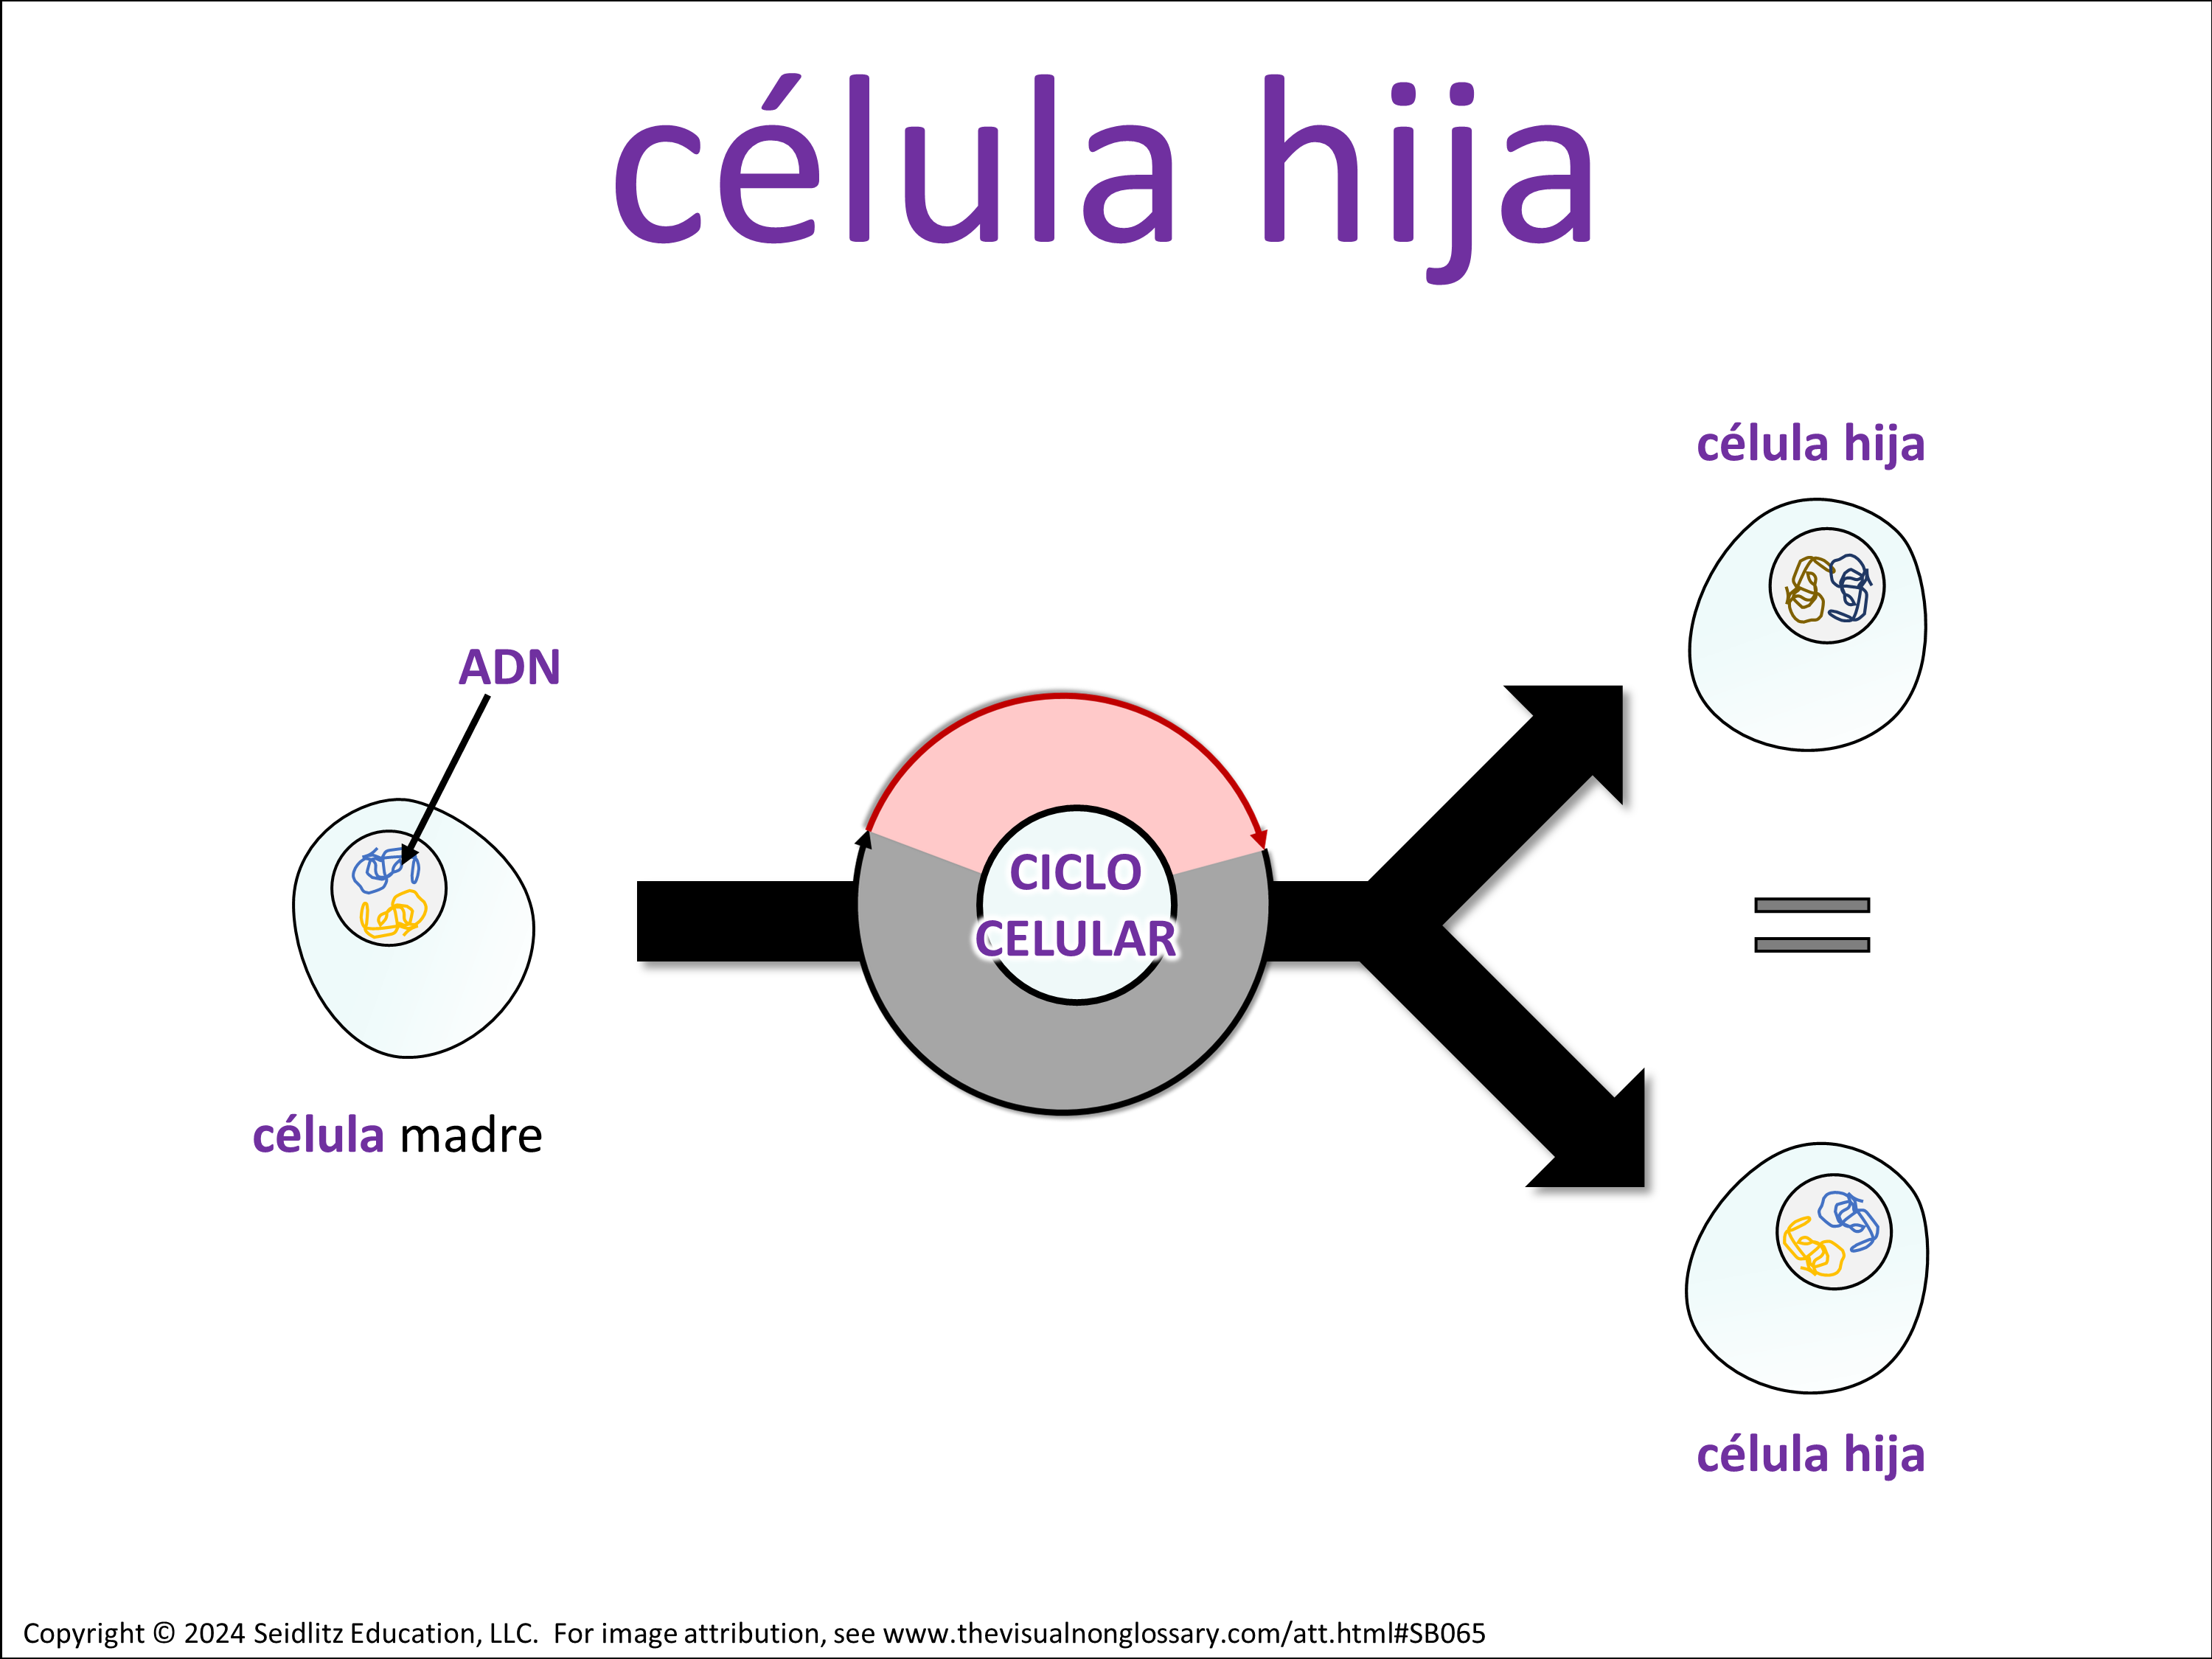 célula hija
célula hija
ADN
CICLO
CELULAR
célula madre
célula hija
Copyright © 2024 Seidlitz Education, LLC.  For image attribution, see www.thevisualnonglossary.com/att.html#SB065